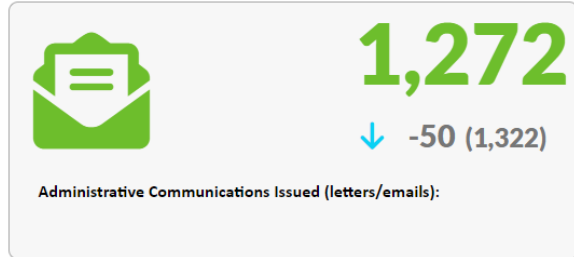 1,272
↓ -50 (1,322)
Administrative Communications Issued (letters/emails):